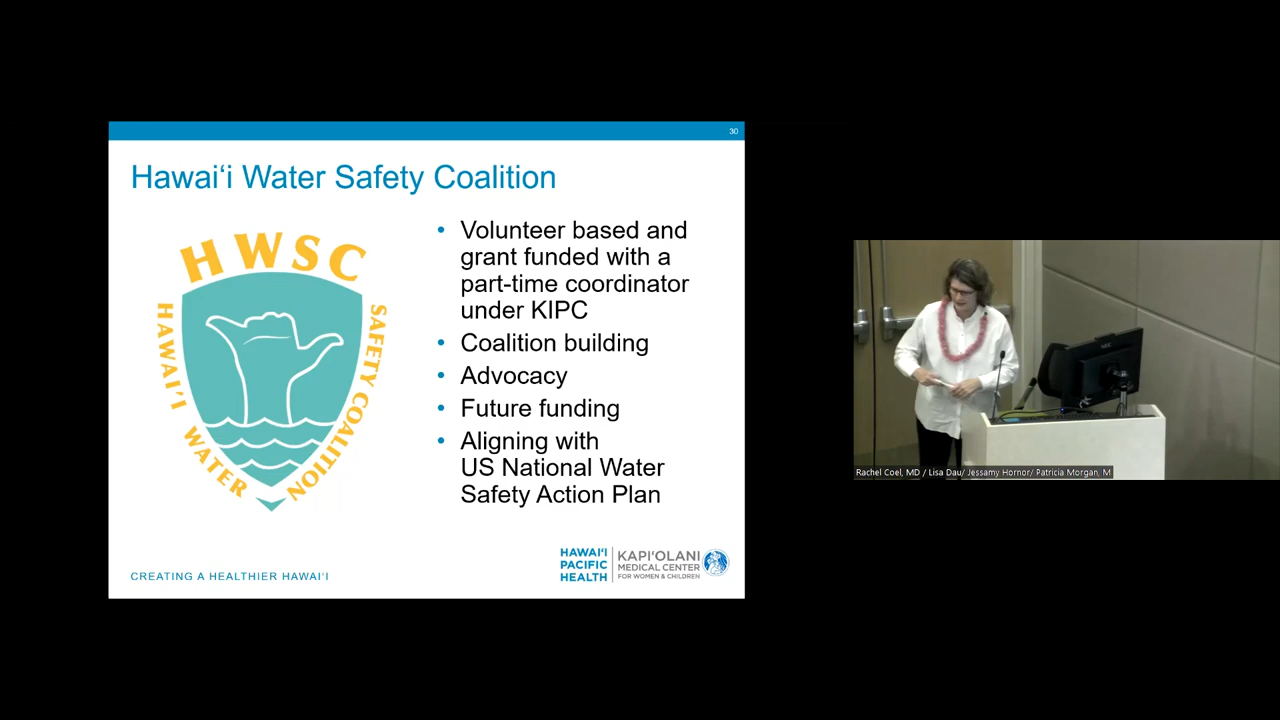 30
Hawai‘i Water Safety Coalition
HWSC
HAWAI‘I WATER
SAFETY COALITION
• Volunteer based and
grant funded with a
part-time coordinator
under KIPC
• Coalition building
• Advocacy
• Future funding
• Aligning with
US National Water
Safety Action Plan
CREATING A HEALTHIER HAWAI‘I
HAWAI‘I
PACIFIC
HEALTH
KAPI‘OLANI
MEDICAL CENTER
FOR WOMEN & CHILDREN
NEC
Rachel Coel, MD / Lisa Dau/ Jessamy Hornor/ Patricia Morgan, M